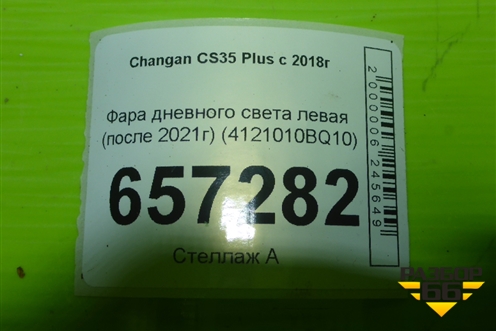 Changan CS35 Plus с 2018г
Фара дневного света левая
(после 2021г) (4121010BQ10)
657282
Стеллаж А
2000006245649
РАЗБОР
66